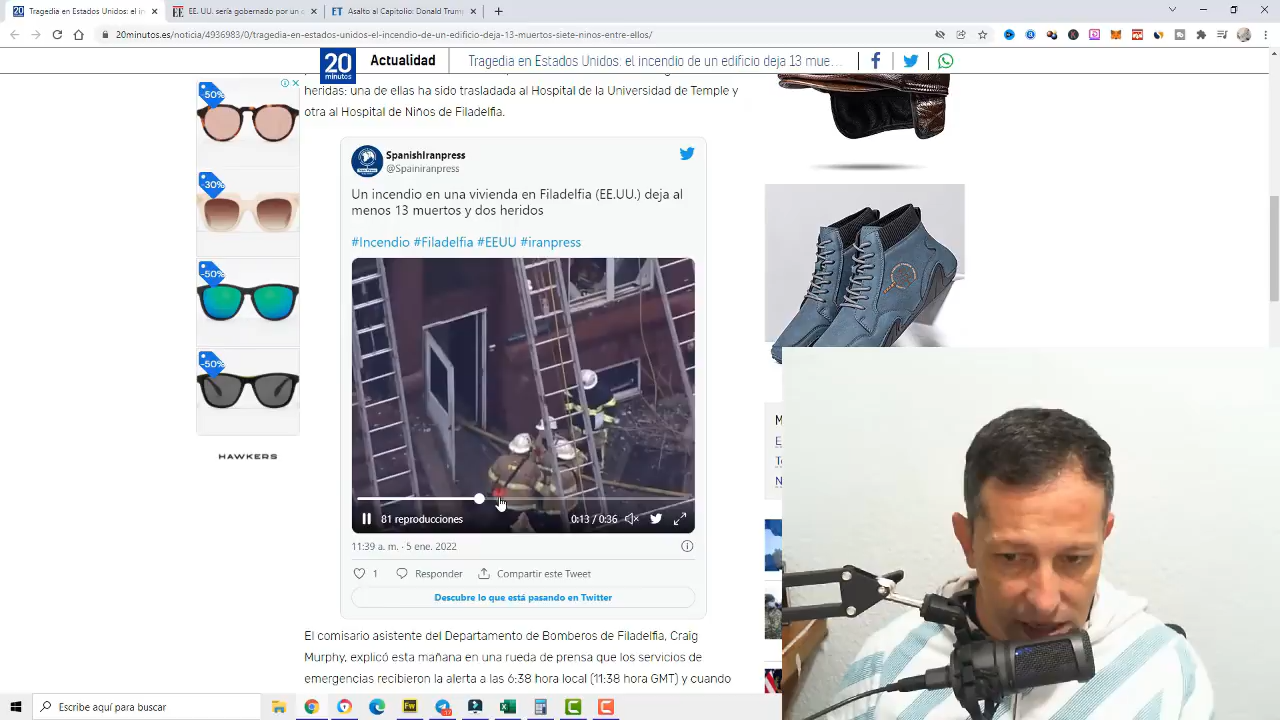 Tragedia en Estados Unidos: el in
EE. UU. sería gobernado por un e
Asalto al Capitolio: Donald Trump
20minutos.es/noticia/4936983/0/tragedia-en-estados-unidos-el-incendio-de-un-edificio-deja-13-muertos-siete-ninos-entre-ellos/
20
minutos
Actualidad
Tragedia en Estados Unidos: el incendio de un edificio deja 13 mue...
heridas: una de ellas ha sido trasladada al Hospital de la Universidad de Temple y
otra al Hospital de Niños de Filadelfia.
-50%
-30%
-50%
-50%
HAWKERS
SpanishIranpress
@Spainiranpress
Un incendio en una vivienda en Filadelfia (EE.UU.) deja al
menos 13 muertos y dos heridos
#Incendio #Filadelfia #EEUU #iranpress
81 reproducciones
0:13 / 0:36
11:39 a. m. · 5 ene. 2022
1
Responder
Compartir este Tweet
Descubre lo que está pasando en Twitter
El comisario asistente del Departamento de Bomberos de Filadelfia, Craig
Murphy, explicó esta mañana en una rueda de prensa que los servicios de
emergencias recibieron la alerta a las 6:38 hora local (11:38 hora GMT) y cuando
Escribe aquí para buscar